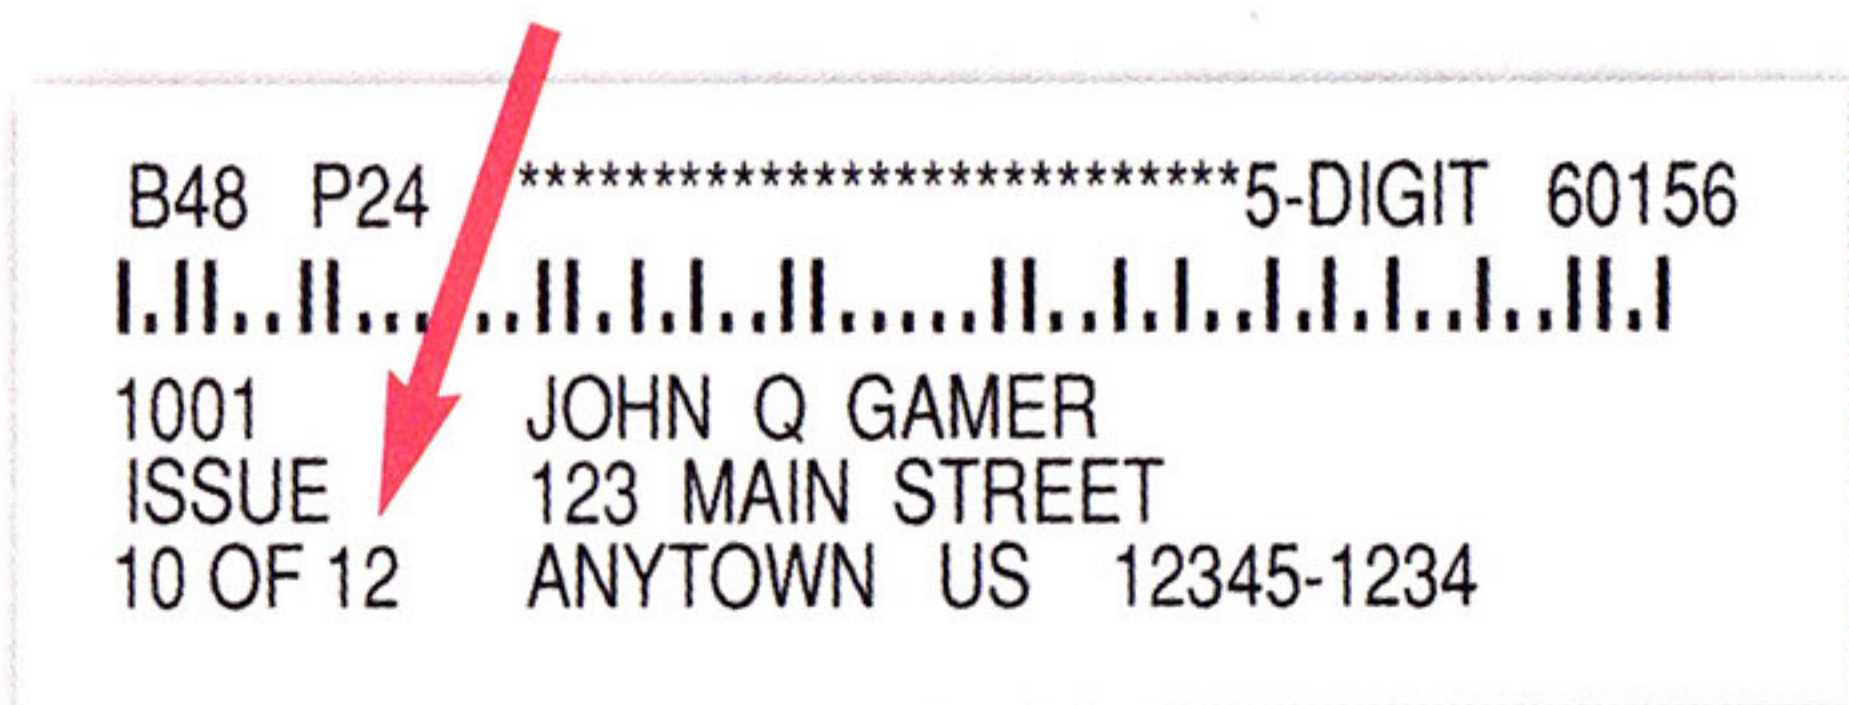 B48 P24 ***************************5-DIGIT 60156
1001 JOHN Q GAMER
ISSUE 123 MAIN STREET
10 OF 12 ANYTOWN US 12345-1234